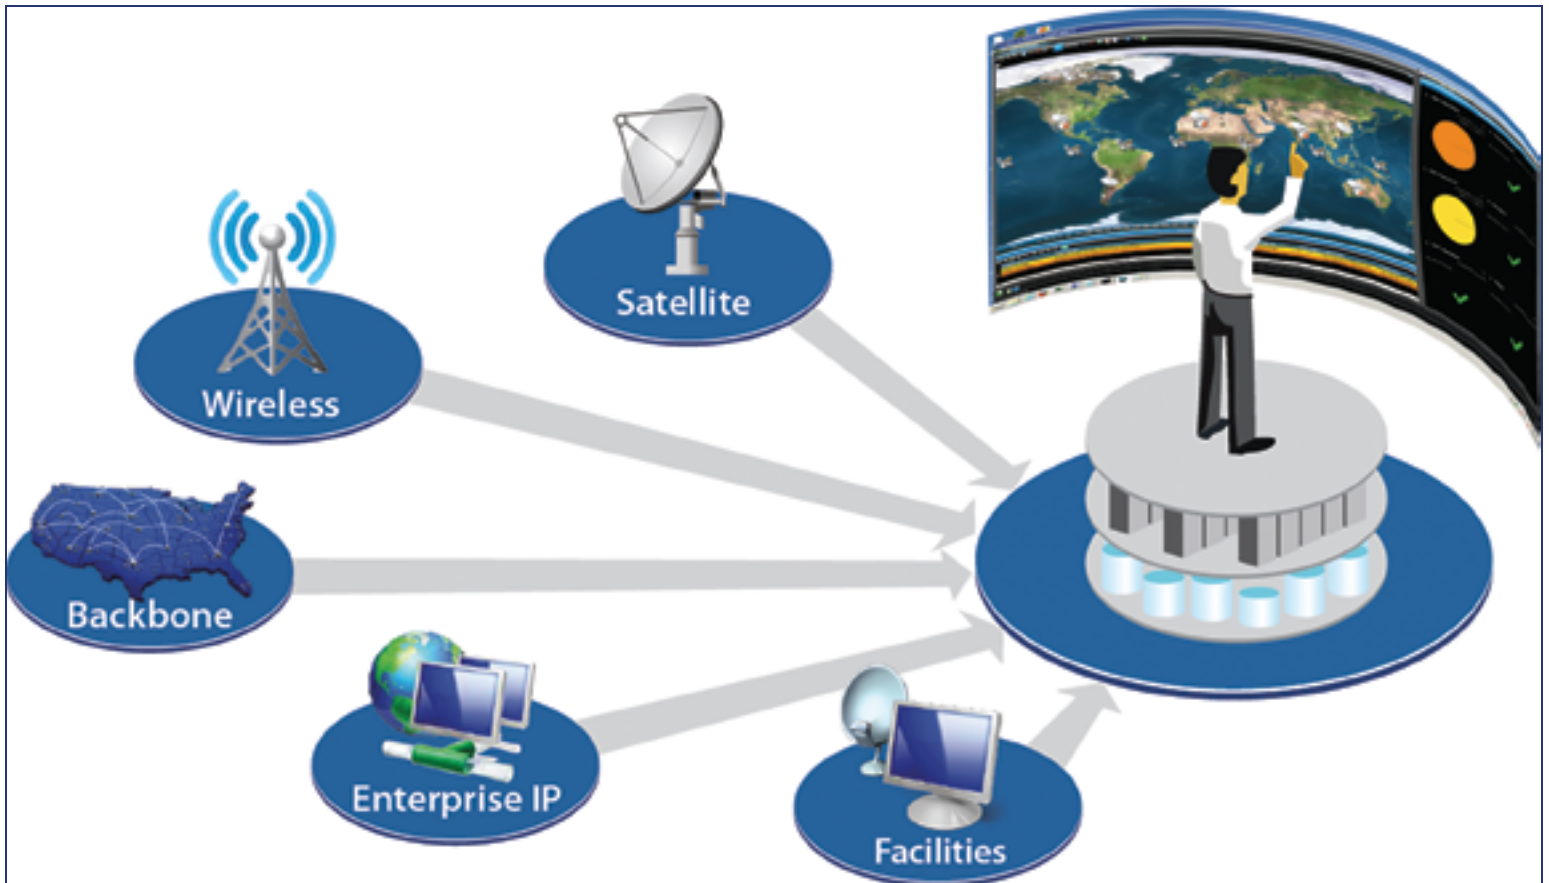 Satellite
Wireless
Backbone
Enterprise IP
Facilities